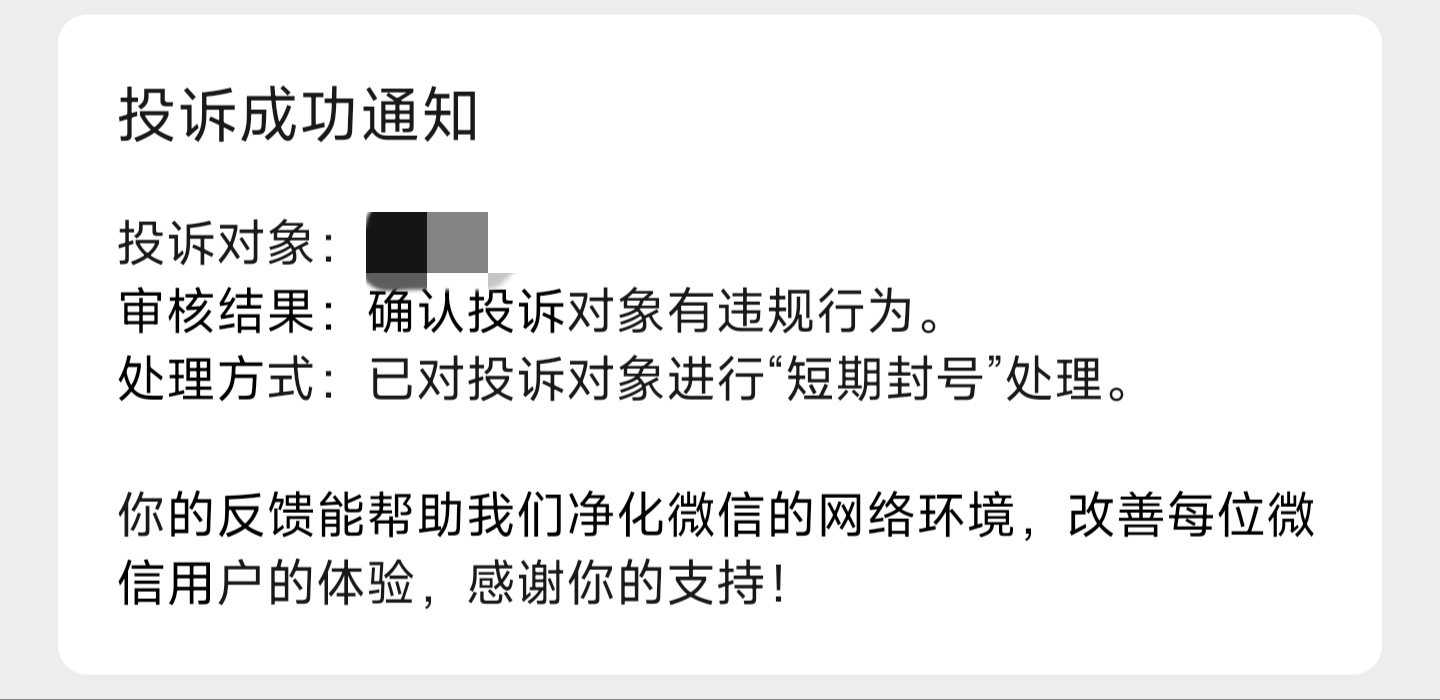 投诉成功通知
投诉对象：
审核结果：确认投诉对象有违规行为。
处理方式：已对投诉对象进行“短期封号”处理。
你的反馈能帮助我们净化微信的网络环境，改善每位微
信用户的体验，感谢你的支持！